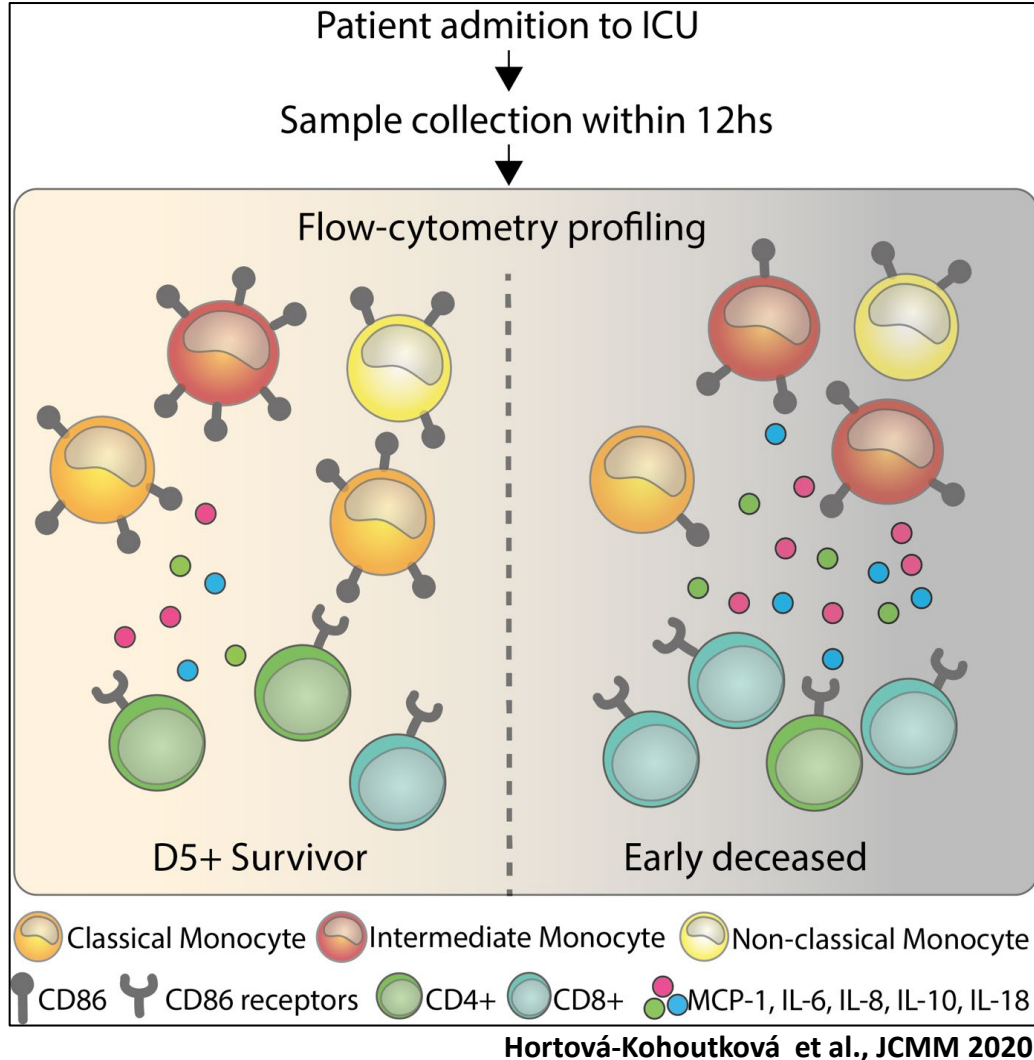 Patient admition to ICU
Sample collection within 12hs
Flow-cytometry profiling
D5+ Survivor
Early deceased
Classical Monocyte
Intermediate Monocyte
Non-classical Monocyte
CD86
CD86 receptors
CD4+
CD8+
MCP-1, IL-6, IL-8, IL-10, IL-18
Hortová-Kohoutková et al., JCMM 2020